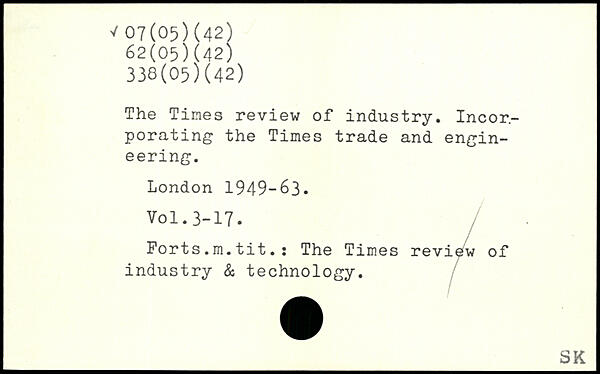 ✓ 07(05)(42)
62(05)(42)
338(05)(42)
The Times review of industry. Incor-
porating the Times trade and engin-
eering.
London 1949-63.
Vol.3-17.
Forts.m.tit.: The Times review of
industry & technology.
SK